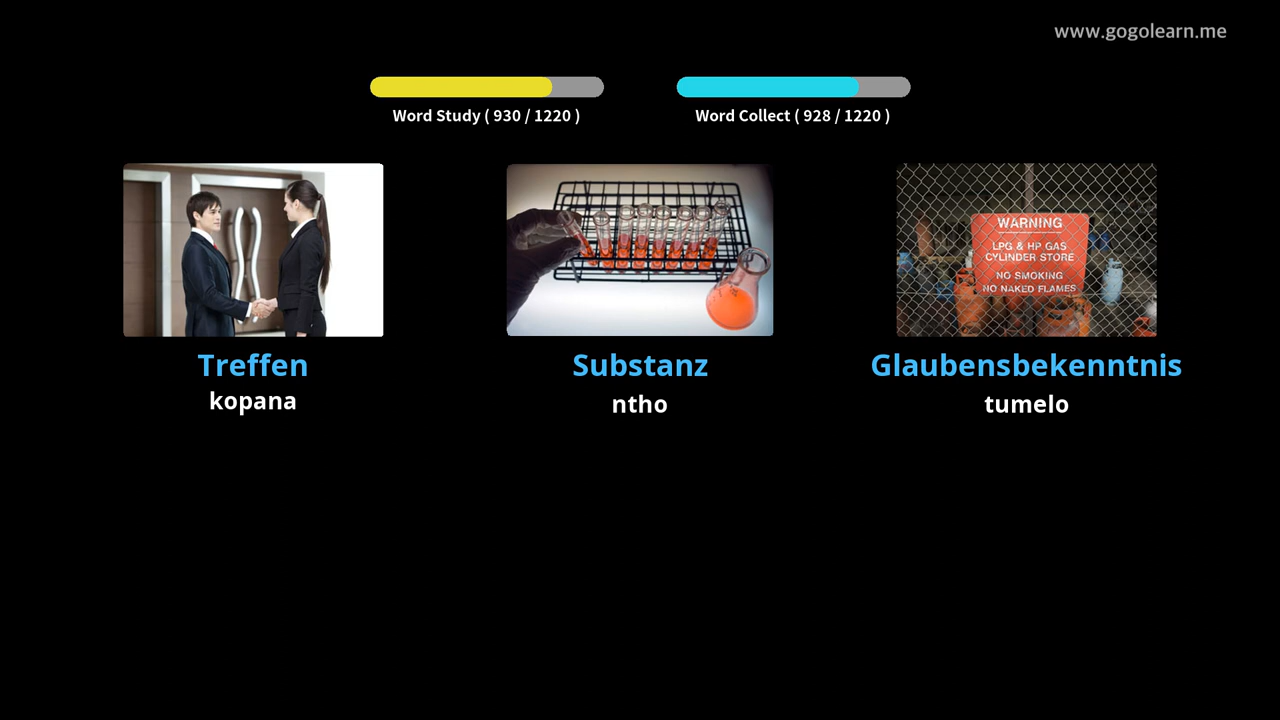 www.gogolearn.me
Word Study ( 930 / 1220 )
Word Collect ( 928 / 1220 )
WARNING
LPG & HP GAS
CYLINDER STORE
NO SMOKING
NO NAKED FLAMES
Treffen
Substanz
Glaubensbekenntnis
kopana
ntho
tumelo